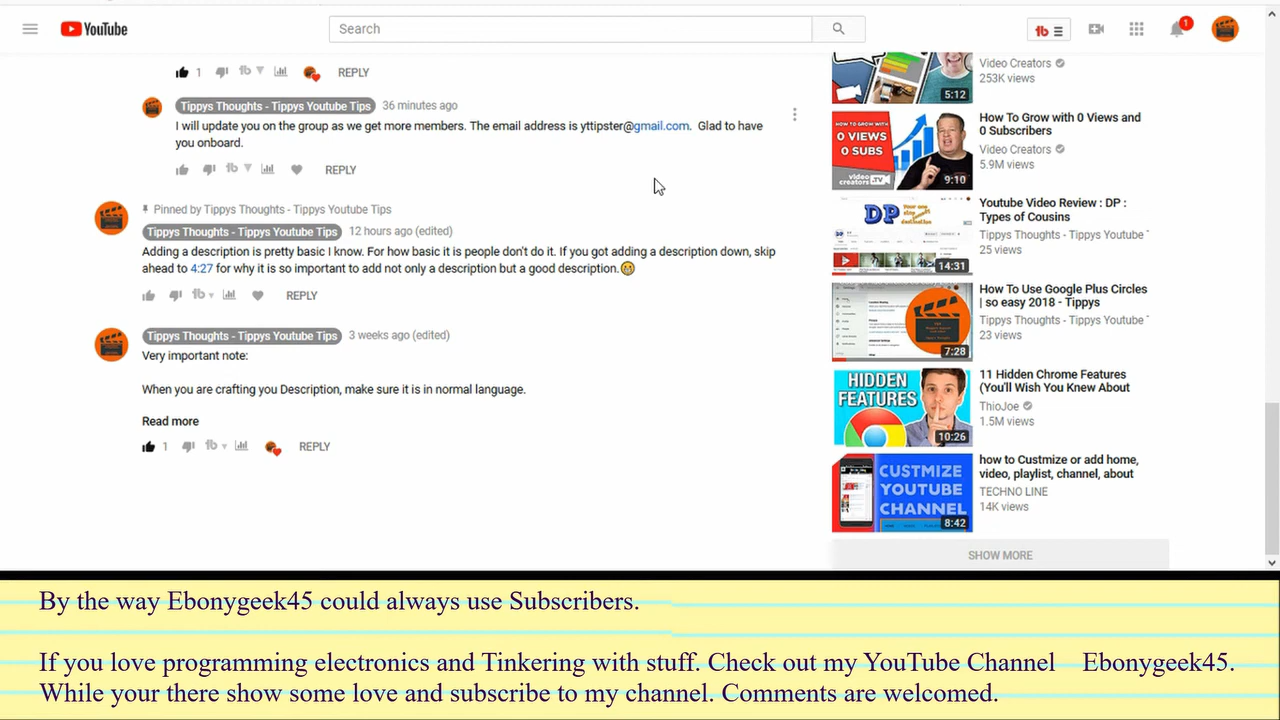 YouTube
Search
1
1
REPLY
Tippys Thoughts - Tippys Youtube Tips 36 minutes ago
I will update you on the group as we get more members. The email address is yttipster@gmail.com. Glad to have
you onboard.
REPLY
Pinned by Tippys Thoughts - Tippys Youtube Tips
Tippys Thoughts - Tippys Youtube Tips 12 hours ago (edited)
Adding a description is pretty basic I know. For how basic it is people don't do it. If you got adding a description down, skip
ahead to 4:27 for why it is so important to add not only a description but a good description.
REPLY
Tippys Thoughts - Tippys Youtube Tips 3 weeks ago (edited)
Very important note:
When you are crafting you Description, make sure it is in normal language.
Read more
1
REPLY
Video Creators
253K views
5:12
HOW TO GROW WITH
0 VIEWS
0 SUBS
VIDEO CREATORS.TV
9:10
How To Grow with 0 Views and
0 Subscribers
Video Creators
5.9M views
DP
14:31
Youtube Video Review : DP :
Types of Cousins
Tippys Thoughts - Tippys Youtube
25 views
7:28
How To Use Google Plus Circles
| so easy 2018 - Tippys
Tippys Thoughts - Tippys Youtube
23 views
HIDDEN
FEATURES
10:26
11 Hidden Chrome Features
(You'll Wish You Knew About
ThioJoe
1.5M views
CUSTMIZE
YOUTUBE
CHANNEL
8:42
how to Custmize or add home,
video, playlist, channel, about
TECHNO LINE
14K views
SHOW MORE
By the way Ebonygeek45 could always use Subscribers.
If you love programming electronics and Tinkering with stuff. Check out my YouTube Channel Ebonygeek45.
While your there show some love and subscribe to my channel. Comments are welcomed.